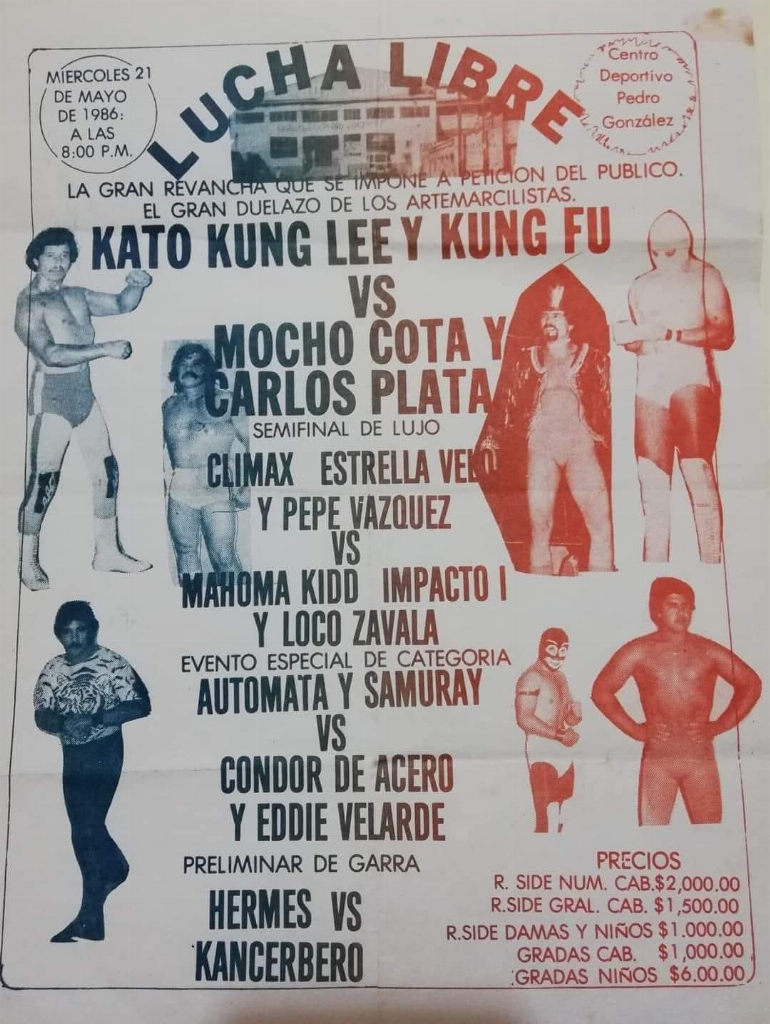 MIERCOLES 21
DE MAYO
DE 1986:
A LAS
8:00 P.M.
LUCHA LIBRE
Centro
Deportivo
Pedro
González
LA GRAN REVANCHA QUE SE IMPONE A PETICION DEL PUBLICO.
EL GRAN DUELAZO DE LOS ARTEMARCILISTAS.
KATO KUNG LEE Y KUNG FU
VS
MOCHO COTA Y
CARLOS PLATA
SEMIFINAL DE LUJO
CLIMAX ESTRELLA VELOZ
Y PEPE VAZQUEZ
VS
MAHOMA KIDD IMPACTO I
Y LOCO ZAVALA
EVENTO ESPECIAL DE CATEGORIA
AUTOMATA Y SAMURAY
VS
CONDOR DE ACERO
Y EDDIE VELARDE
PRELIMINAR DE GARRA
HERMES VS
KANCERBERO
PRECIOS
R. SIDE NUM. CAB.$2,000.00
R.SIDE GRAL. CAB. $1,500.00
R.SIDE DAMAS Y NIÑOS $1.000.00
GRADAS CAB. $1,000.00
GRADAS NIÑOS $6.00.00